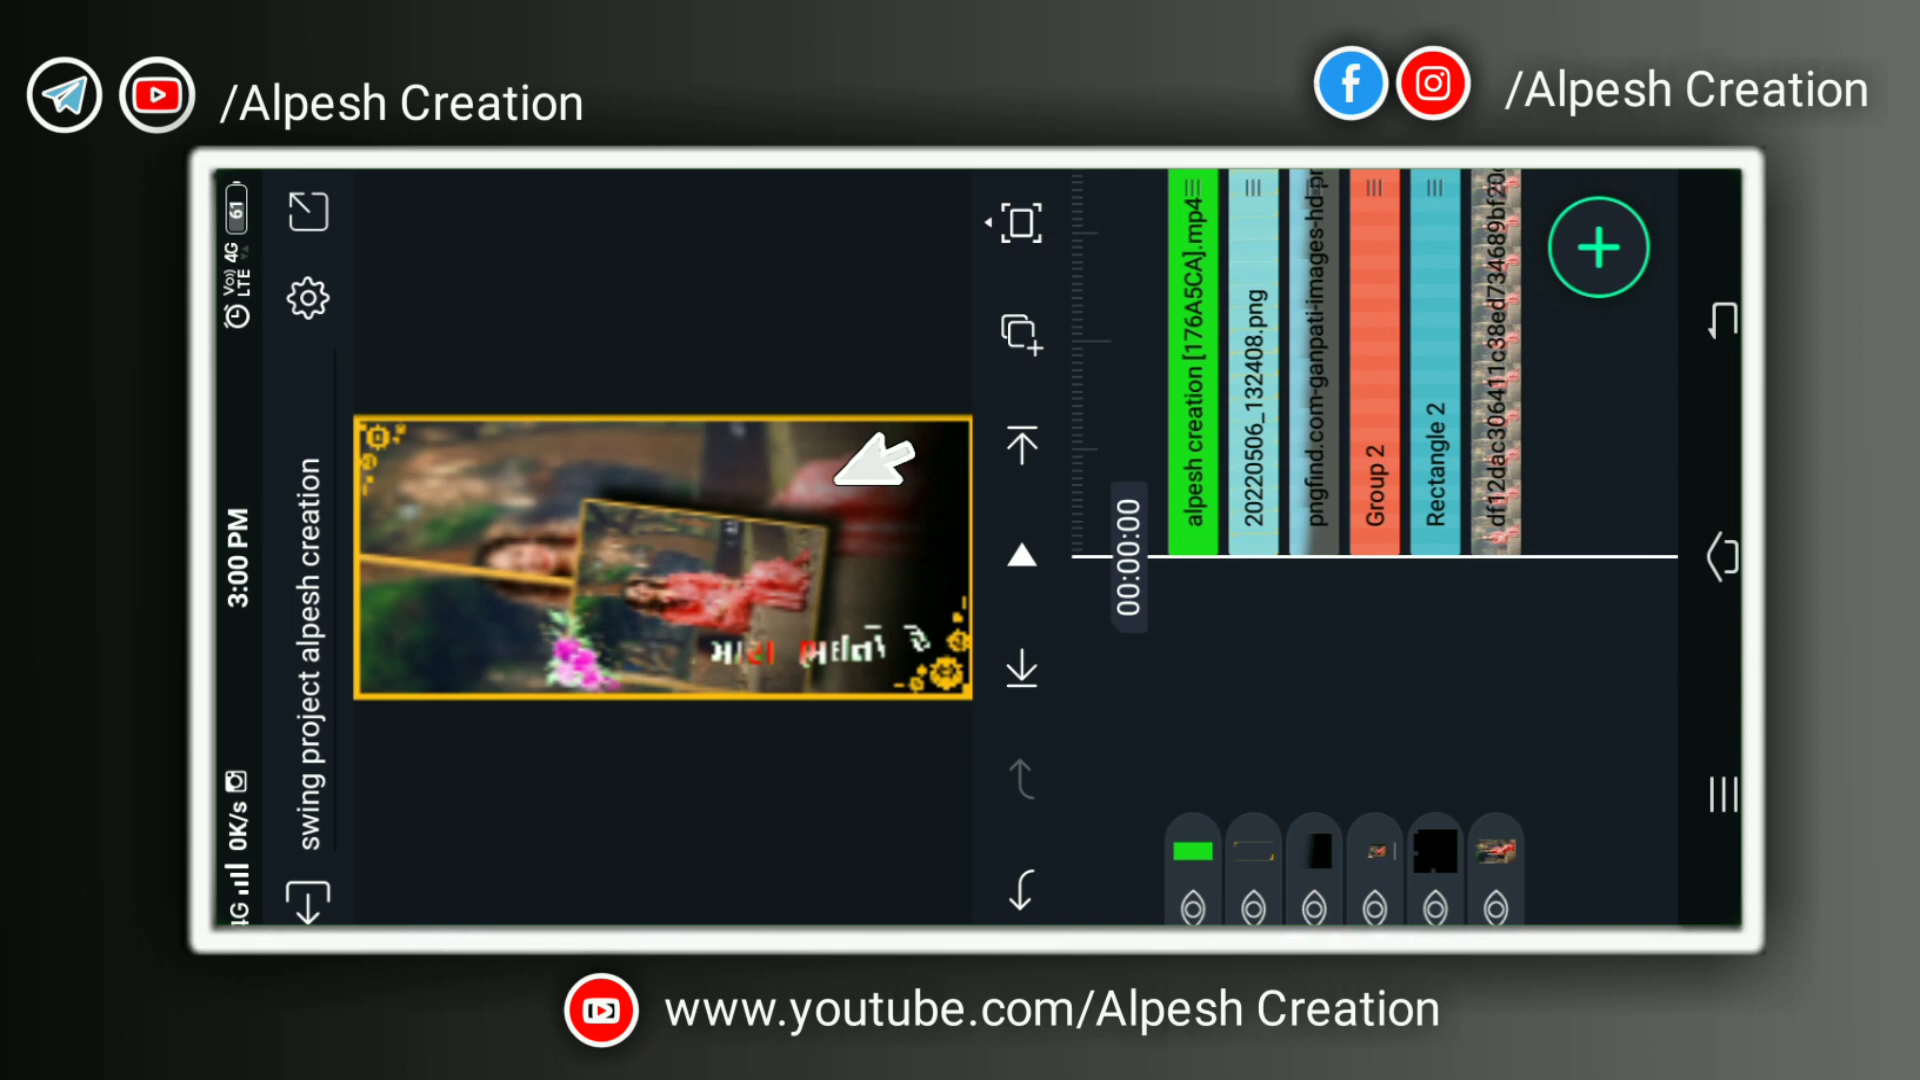 /Alpesh Creation
/Alpesh Creation
4G 0K/s 3:00 PM Vo)) LTE 4G 61
swing project alpesh creation
મારા
00:00:00
alpesh creation [176A5CA].mp4
20220506_132408.png
pngfind.com-ganpati-images-hd-pr
Group 2
Rectangle 2
df12dac306411c38ed734689bf20
www.youtube.com/Alpesh Creation